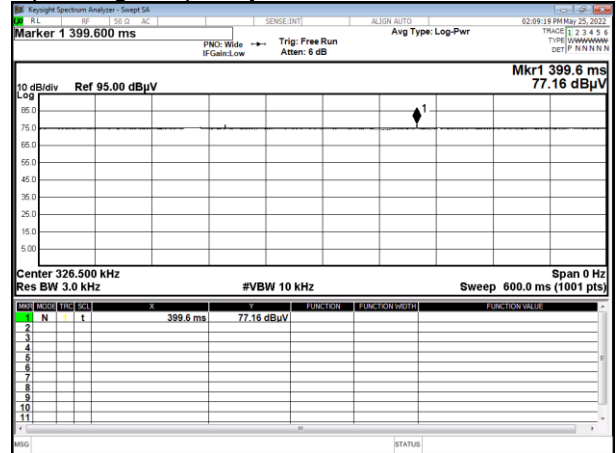 Keysight Spectrum Analyzer - Swept SA
RL RF 50 Ω AC SENSE:INT ALIGN AUTO 02:09:19 PM May 25, 2022
Marker 1 399.600 ms
PNO: Wide Trig: Free Run Avg Type: Log-Pwr TRACE 1 2 3 4 5 6
IFGain:Low Atten: 6 dB TYPE WWWWWW
DET P N N N N N
Mkr1 399.6 ms
10 dB/div Ref 95.00 dBµV 77.16 dBµV
Log
85.0
1
75.0
65.0
55.0
45.0
35.0
25.0
15.0
5.00
Center 326.500 kHz Span 0 Hz
Res BW 3.0 kHz #VBW 10 kHz Sweep 600.0 ms (1001 pts)
MKR MODE TRC SCL X Y FUNCTION FUNCTION WIDTH FUNCTION VALUE
1 N 1 t 399.6 ms 77.16 dBµV
2
3
4
5
6
7
8
9
10
11
MSG STATUS